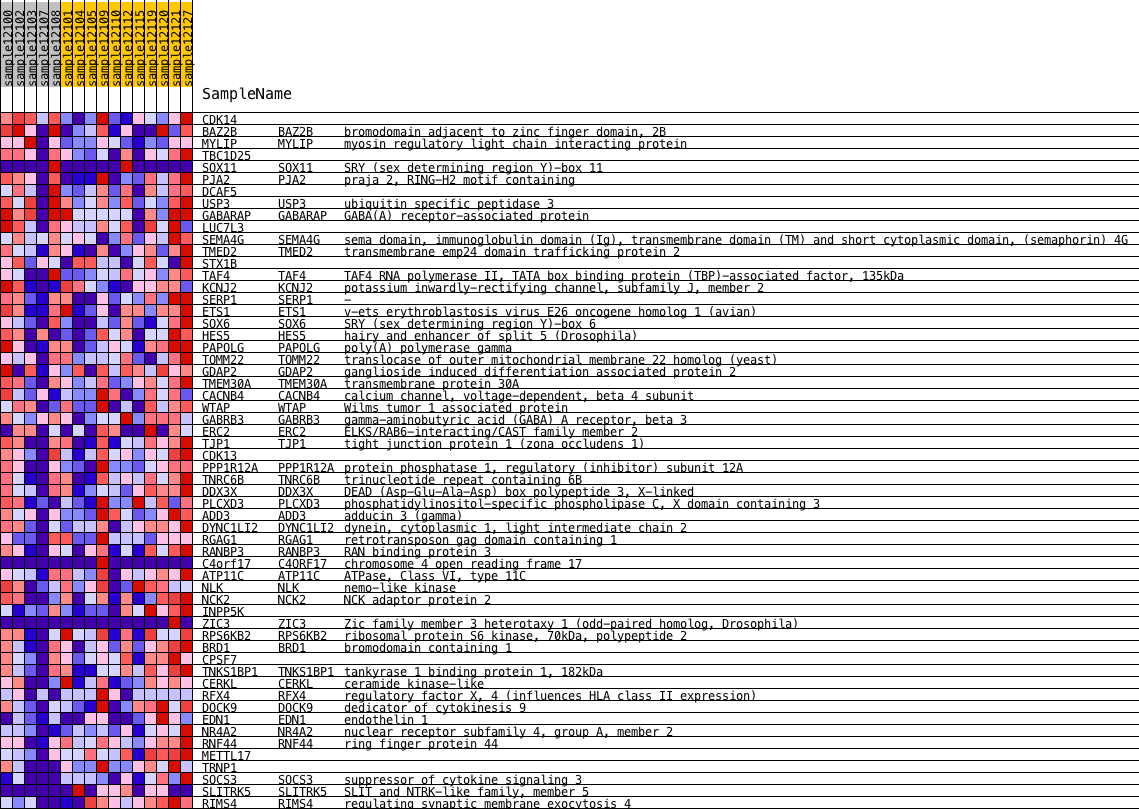 sample12100
sample12102
sample12103
sample12107
sample12108
sample12101
sample12104
sample12105
sample12109
sample12110
sample12112
sample12115
sample12119
sample12120
sample12121
sample12127
SampleName
CDK14
BAZ2B BAZ2B bromodomain adjacent to zinc finger domain, 2B
MYLIP MYLIP myosin regulatory light chain interacting protein
TBC1D25
SOX11 SOX11 SRY (sex determining region Y)-box 11
PJA2 PJA2 praja 2, RING-H2 motif containing
DCAF5
USP3 USP3 ubiquitin specific peptidase 3
GABARAP GABARAP GABA(A) receptor-associated protein
LUC7L3
SEMA4G SEMA4G sema domain, immunoglobulin domain (Ig), transmembrane domain (TM) and short cytoplasmic domain, (semaphorin) 4G
TMED2 TMED2 transmembrane emp24 domain trafficking protein 2
STX1B
TAF4 TAF4 TAF4 RNA polymerase II, TATA box binding protein (TBP)-associated factor, 135kDa
KCNJ2 KCNJ2 potassium inwardly-rectifying channel, subfamily J, member 2
SERP1 SERP1 -
ETS1 ETS1 v-ets erythroblastosis virus E26 oncogene homolog 1 (avian)
SOX6 SOX6 SRY (sex determining region Y)-box 6
HES5 HES5 hairy and enhancer of split 5 (Drosophila)
PAPOLG PAPOLG poly(A) polymerase gamma
TOMM22 TOMM22 translocase of outer mitochondrial membrane 22 homolog (yeast)
GDAP2 GDAP2 ganglioside induced differentiation associated protein 2
TMEM30A TMEM30A transmembrane protein 30A
CACNB4 CACNB4 calcium channel, voltage-dependent, beta 4 subunit
WTAP WTAP Wilms tumor 1 associated protein
GABRB3 GABRB3 gamma-aminobutyric acid (GABA) A receptor, beta 3
ERC2 ERC2 ELKS/RAB6-interacting/CAST family member 2
TJP1 TJP1 tight junction protein 1 (zona occludens 1)
CDK13
PPP1R12A PPP1R12A protein phosphatase 1, regulatory (inhibitor) subunit 12A
TNRC6B TNRC6B trinucleotide repeat containing 6B
DDX3X DDX3X DEAD (Asp-Glu-Ala-Asp) box polypeptide 3, X-linked
PLCXD3 PLCXD3 phosphatidylinositol-specific phospholipase C, X domain containing 3
ADD3 ADD3 adducin 3 (gamma)
DYNC1LI2 DYNC1LI2 dynein, cytoplasmic 1, light intermediate chain 2
RGAG1 RGAG1 retrotransposon gag domain containing 1
RANBP3 RANBP3 RAN binding protein 3
C4orf17 C4ORF17 chromosome 4 open reading frame 17
ATP11C ATP11C ATPase, Class VI, type 11C
NLK NLK nemo-like kinase
NCK2 NCK2 NCK adaptor protein 2
INPP5K
ZIC3 ZIC3 Zic family member 3 heterotaxy 1 (odd-paired homolog, Drosophila)
RPS6KB2 RPS6KB2 ribosomal protein S6 kinase, 70kDa, polypeptide 2
BRD1 BRD1 bromodomain containing 1
CPSF7
TNKS1BP1 TNKS1BP1 tankyrase 1 binding protein 1, 182kDa
CERKL CERKL ceramide kinase-like
RFX4 RFX4 regulatory factor X, 4 (influences HLA class II expression)
DOCK9 DOCK9 dedicator of cytokinesis 9
EDN1 EDN1 endothelin 1
NR4A2 NR4A2 nuclear receptor subfamily 4, group A, member 2
RNF44 RNF44 ring finger protein 44
METTL17
TRNP1
SOCS3 SOCS3 suppressor of cytokine signaling 3
SLITRK5 SLITRK5 SLIT and NTRK-like family, member 5
RIMS4 RIMS4 regulating synaptic membrane exocytosis 4